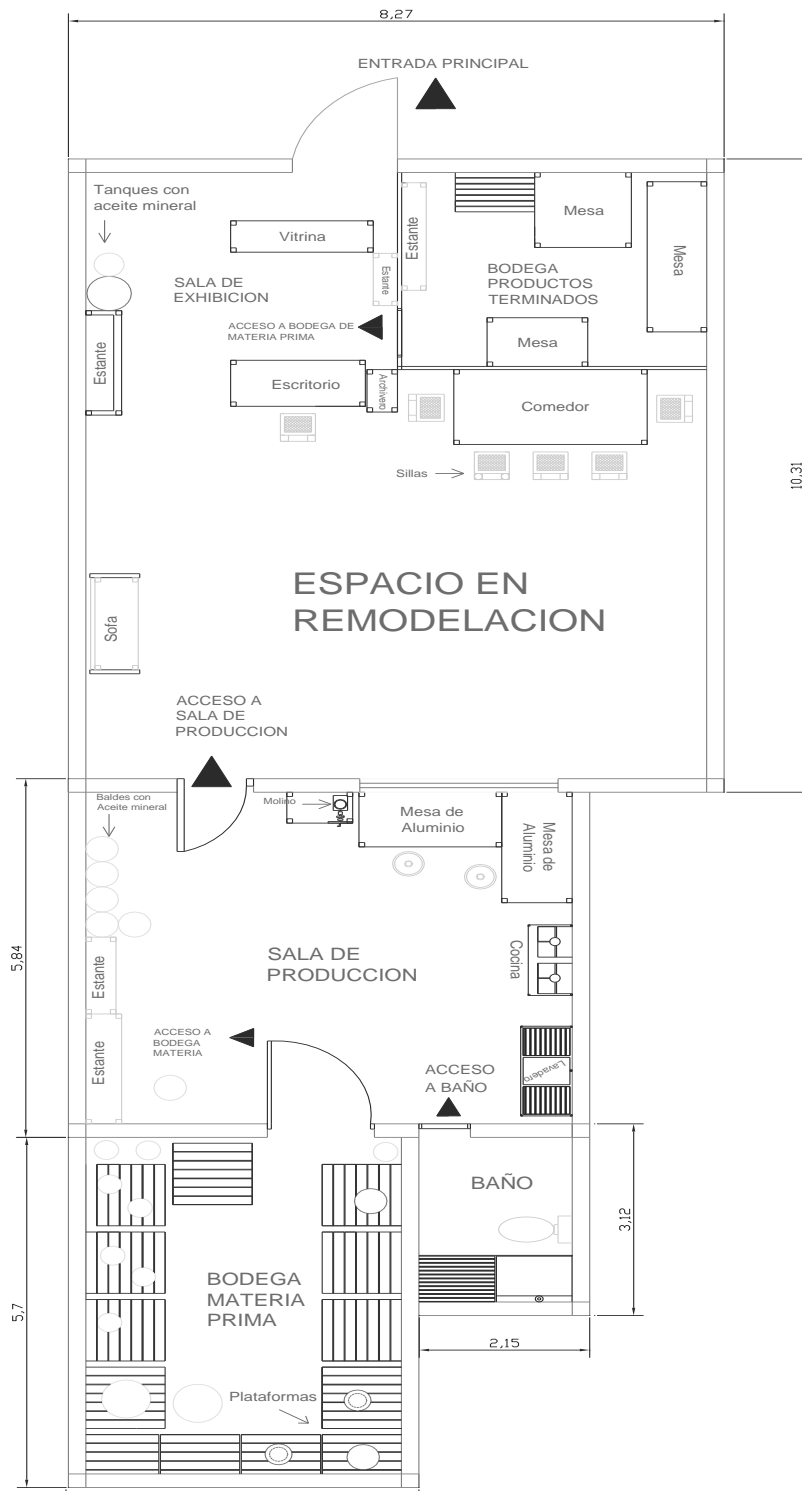 8,27
ENTRADA PRINCIPAL
Tanques con
aceite mineral
Vitrina
Estante
Mesa
Mesa
SALA DE
EXHIBICION
Estante
BODEGA
PRODUCTOS
TERMINADOS
ACCESO A BODEGA DE
MATERIA PRIMA
Mesa
Estante
Escritorio
Archivero
Comedor
Sillas
10,31
ESPACIO EN
REMODELACION
Sofa
ACCESO A
SALA DE
PRODUCCION
Baldes con
Aceite mineral
Molino
Mesa de
Aluminio
Mesa de
Aluminio
5,84
SALA DE
PRODUCCION
Cocina
Estante
ACCESO A
BODEGA
MATERIA
Estante
ACCESO
A BAÑO
Lavadero
BAÑO
3,12
5,7
BODEGA
MATERIA
PRIMA
2,15
Plataformas